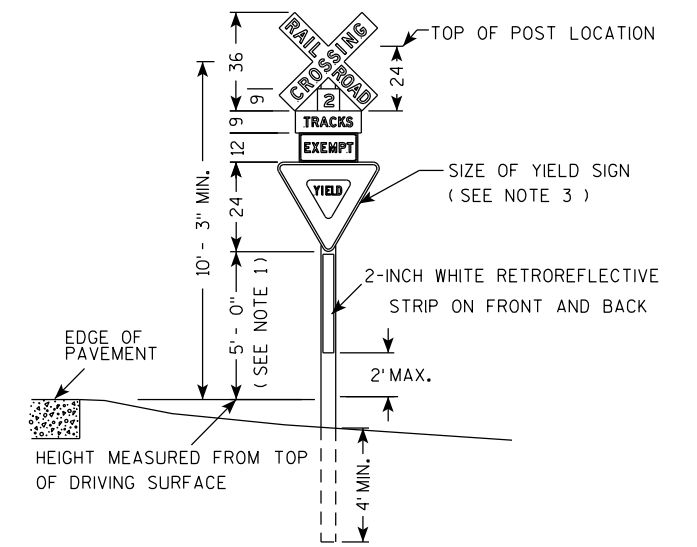 RAILROAD
CROSSING
TOP OF POST LOCATION
36
24
9
2
9
TRACKS
12
EXEMPT
10' - 3" MIN.
SIZE OF YIELD SIGN
( SEE NOTE 3 )
YIELD
24
5' - 0"
( SEE NOTE 1 )
2-INCH WHITE RETROREFLECTIVE
STRIP ON FRONT AND BACK
EDGE OF
PAVEMENT
2' MAX.
HEIGHT MEASURED FROM TOP
OF DRIVING SURFACE
4' MIN.